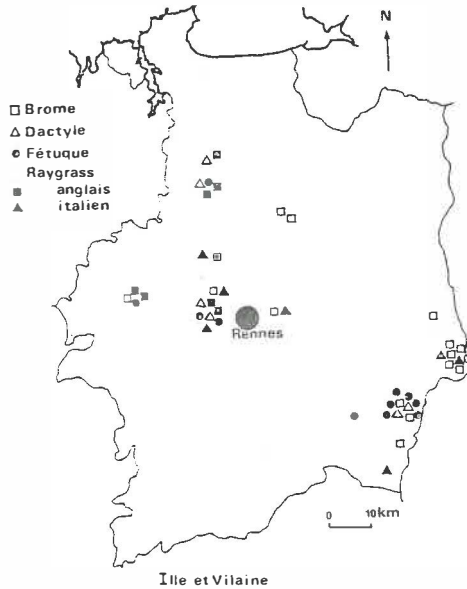 N
Brome
Dactyle
Fétuque
Raygrass
anglais
italien
Rennes
0 10km
Ille et Vilaine